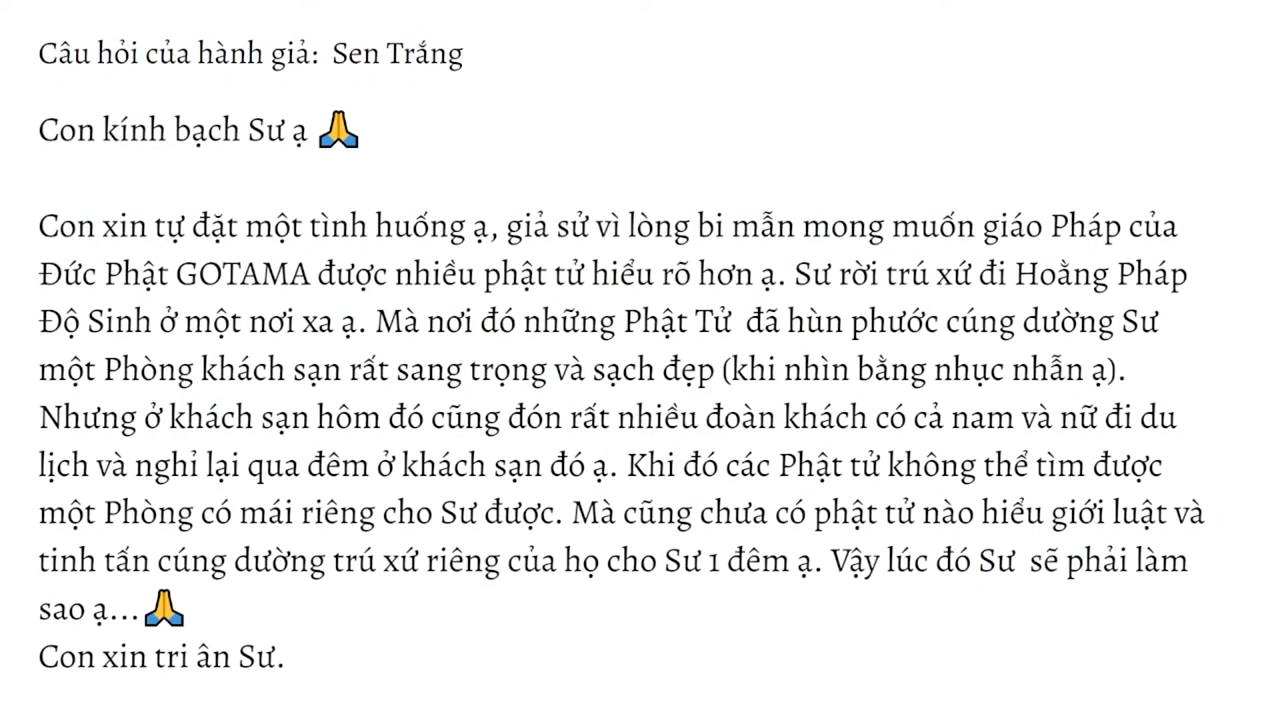 Câu hỏi của hành giả:  Sen Trắng
Con kính bạch Sư ạ 🙏
Con xin tự đặt một tình huống ạ, giả sử vì lòng bi mẫn mong muốn giáo Pháp của
Đức Phật GOTAMA được nhiều phật tử hiểu rõ hơn ạ. Sư rời trú xứ đi Hoằng Pháp
Độ Sinh ở một nơi xa ạ. Mà nơi đó những Phật Tử  đã hùn phước cúng dường Sư
một Phòng khách sạn rất sang trọng và sạch đẹp (khi nhìn bằng nhục nhẫn ạ).
Nhưng ở khách sạn hôm đó cũng đón rất nhiều đoàn khách có cả nam và nữ đi du
lịch và nghỉ lại qua đêm ở khách sạn đó ạ. Khi đó các Phật tử không thể tìm được
một Phòng có mái riêng cho Sư được. Mà cũng chưa có phật tử nào hiểu giới luật và
tinh tấn cúng dường trú xứ riêng của họ cho Sư 1 đêm ạ. Vậy lúc đó Sư  sẽ phải làm
sao ạ...🙏
Con xin tri ân Sư.